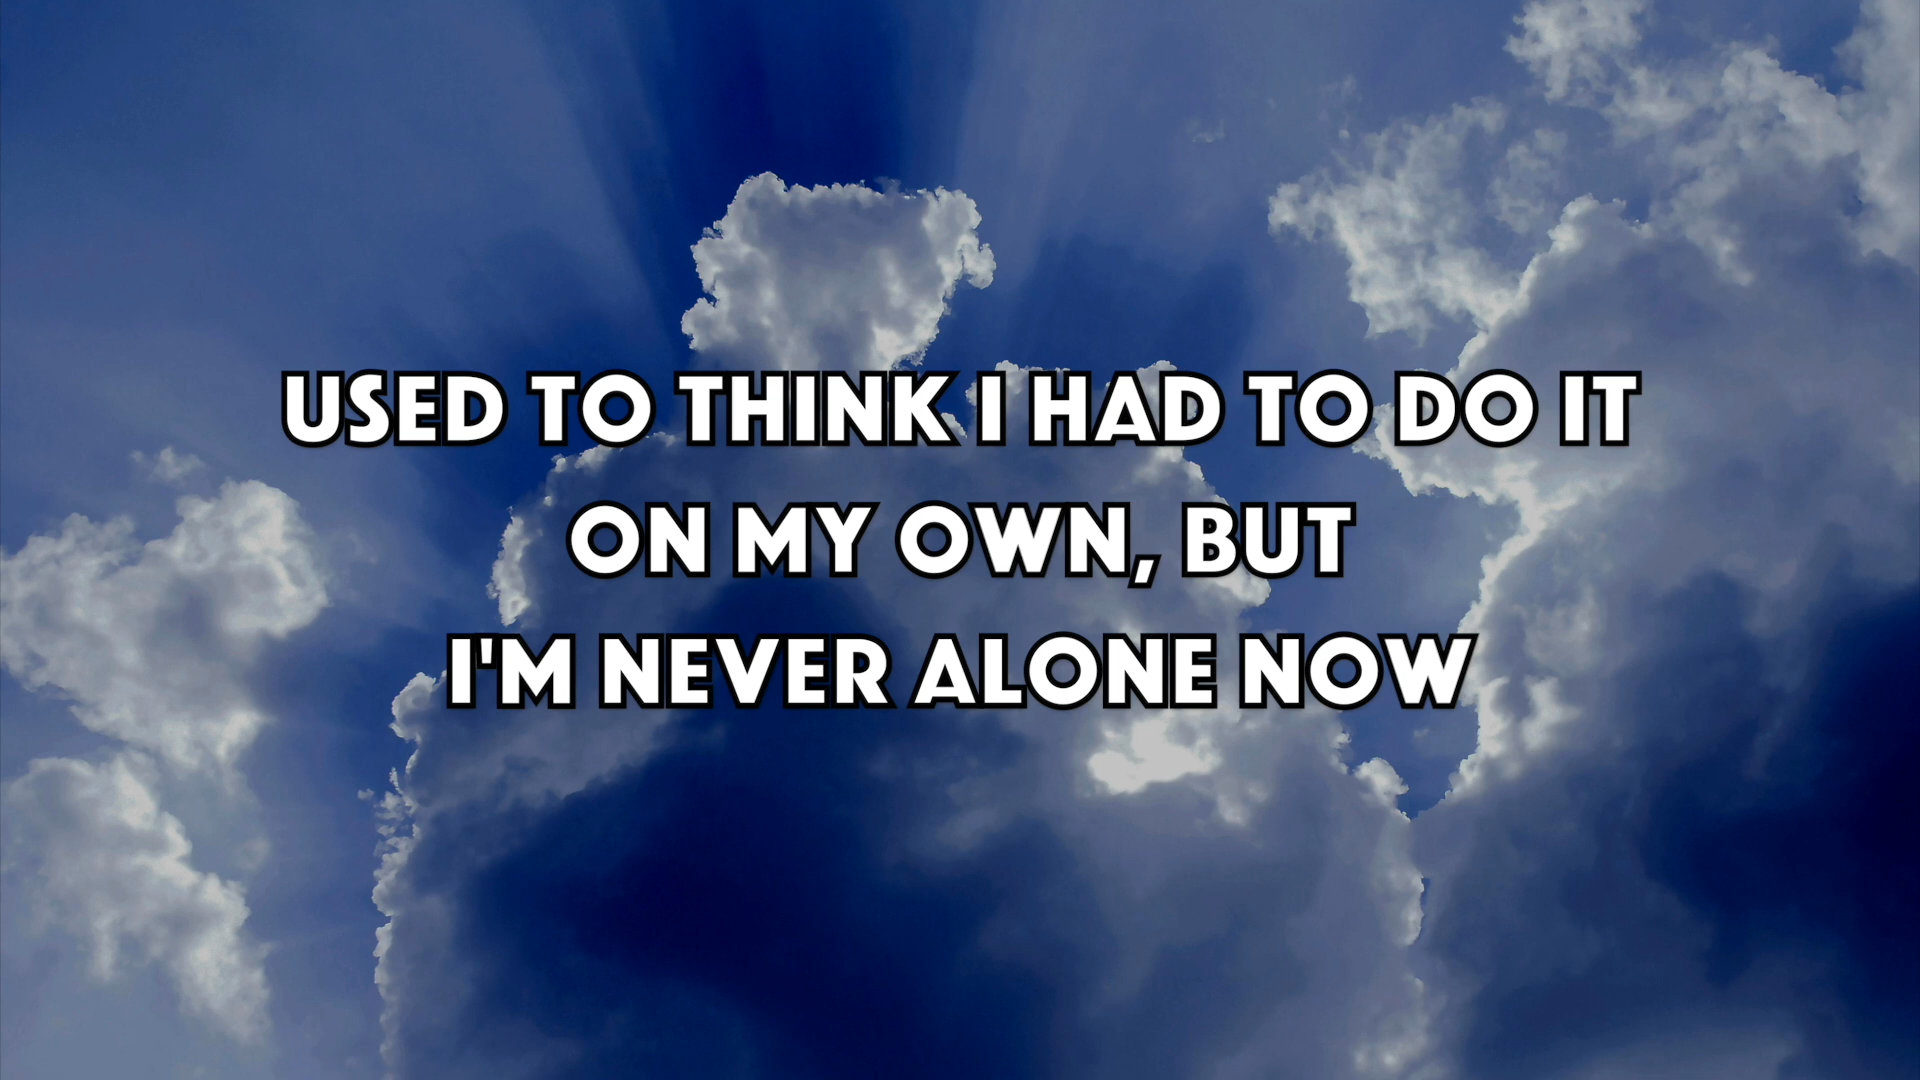 USED TO THINK I HAD TO DO IT
ON MY OWN, BUT
I'M NEVER ALONE NOW